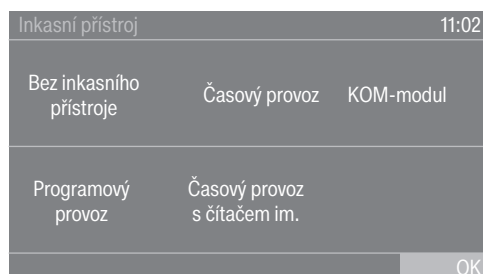 Inkasní přístroj 11:02
Bez inkasního
přístroje
Časový provoz
KOM-modul
Programový
provoz
Časový provoz
s čítačem im.
OK